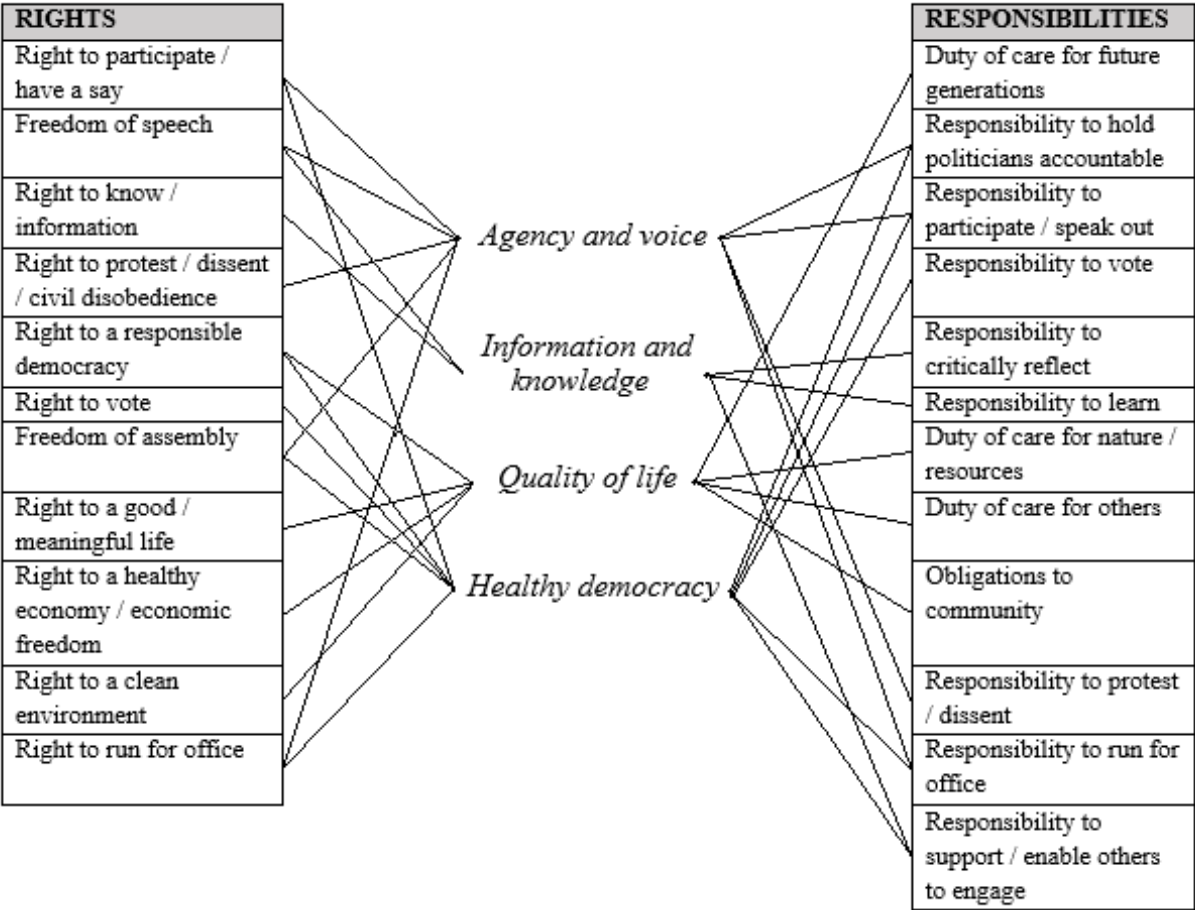 RIGHTS
Right to participate /
have a say
Freedom of speech
Right to know /
information
Right to protest / dissent
/ civil disobedience
Right to a responsible
democracy
Right to vote
Freedom of assembly
Right to a good /
meaningful life
Right to a healthy
economy / economic
freedom
Right to a clean
environment
Right to run for office
Agency and voice
Information and
knowledge
Quality of life
Healthy democracy
RESPONSIBILITIES
Duty of care for future
generations
Responsibility to hold
politicians accountable
Responsibility to
participate / speak out
Responsibility to vote
Responsibility to
critically reflect
Responsibility to learn
Duty of care for nature /
resources
Duty of care for others
Obligations to
community
Responsibility to protest
/ dissent
Responsibility to run for
office
Responsibility to
support / enable others
to engage